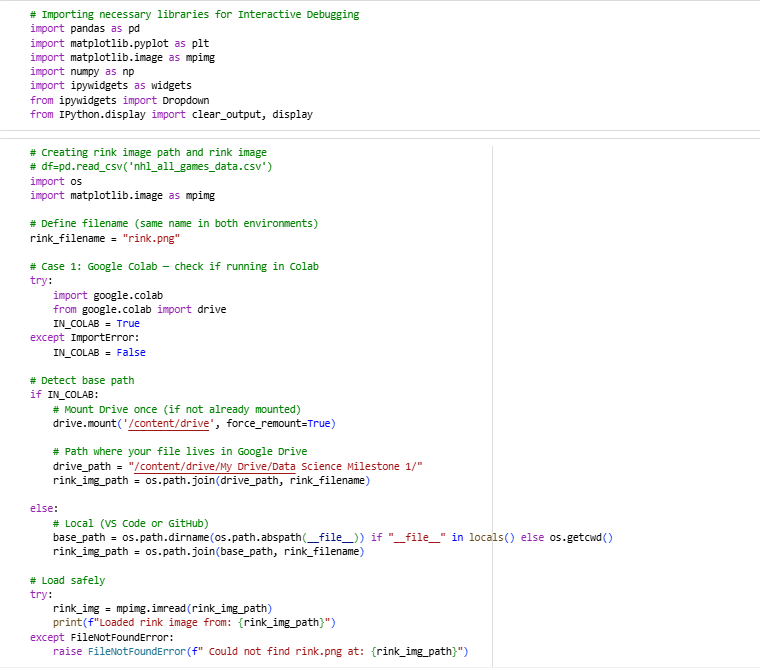 # Importing necessary libraries for Interactive Debugging
import pandas as pd
import matplotlib.pyplot as plt
import matplotlib.image as mpimg
import numpy as np
import ipywidgets as widgets
from ipywidgets import Dropdown
from IPython.display import clear_output, display
# Creating rink image path and rink image
# df=pd.read_csv('nhl_all_games_data.csv')
import os
import matplotlib.image as mpimg
# Define filename (same name in both environments)
rink_filename = "rink.png"
# Case 1: Google Colab – check if running in Colab
try:
    import google.colab
    from google.colab import drive
    IN_COLAB = True
except ImportError:
    IN_COLAB = False
# Detect base path
if IN_COLAB:
    # Mount Drive once (if not already mounted)
    drive.mount('/content/drive', force_remount=True)
    # Path where your file lives in Google Drive
    drive_path = "/content/drive/My Drive/Data Science Milestone 1/"
    rink_img_path = os.path.join(drive_path, rink_filename)
else:
    # Local (VS Code or GitHub)
    base_path = os.path.dirname(os.path.abspath(__file__)) if "__file__" in locals() else os.getcwd()
    rink_img_path = os.path.join(base_path, rink_filename)
# Load safely
try:
    rink_img = mpimg.imread(rink_img_path)
    print(f"Loaded rink image from: {rink_img_path}")
except FileNotFoundError:
    raise FileNotFoundError(f" Could not find rink.png at: {rink_img_path}")